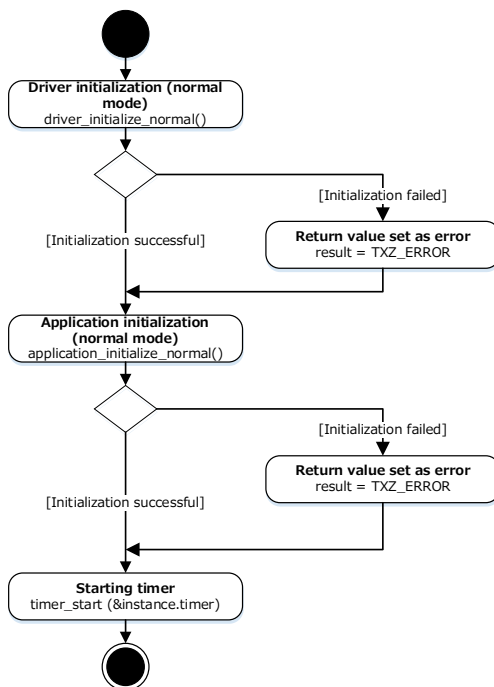 Driver initialization (normal
mode)
driver_initialize_normal()
[Initialization failed]
[Initialization successful]
Return value set as error
result = TXZ_ERROR
Application initialization
(normal mode)
application_initialize_normal()
[Initialization failed]
Return value set as error
result = TXZ_ERROR
[Initialization successful]
Starting timer
timer_start (&instance.timer)